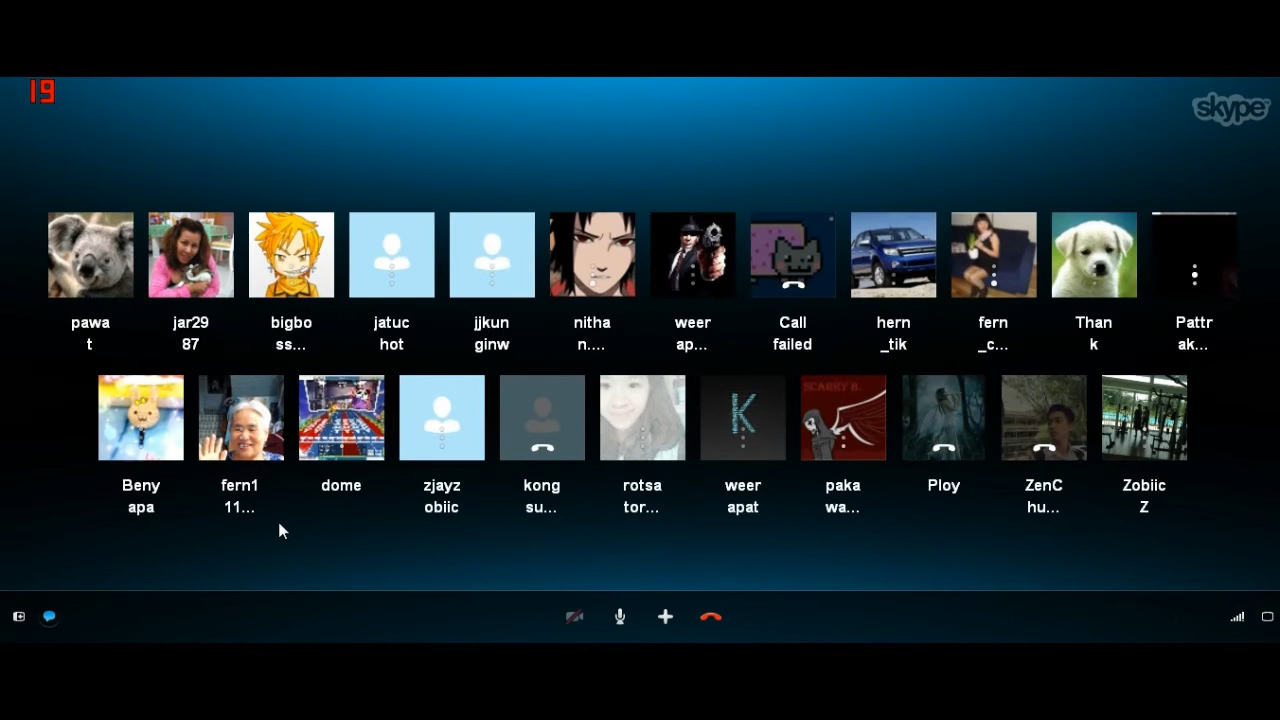 19
skype
pawa
t
jar29
87
bigbo
ss...
jatuc
hot
jjkun
ginw
nitha
n....
weer
ap...
Call
failed
hern
_tik
fern
_c...
Than
k
Pattr
ak...
K
SCARRY B.
Beny
apa
fern1
11...
dome
zjayz
obiic
kong
su...
rotsa
tor...
weer
apat
paka
wa...
Ploy
ZenC
hu...
Zobiic
Z